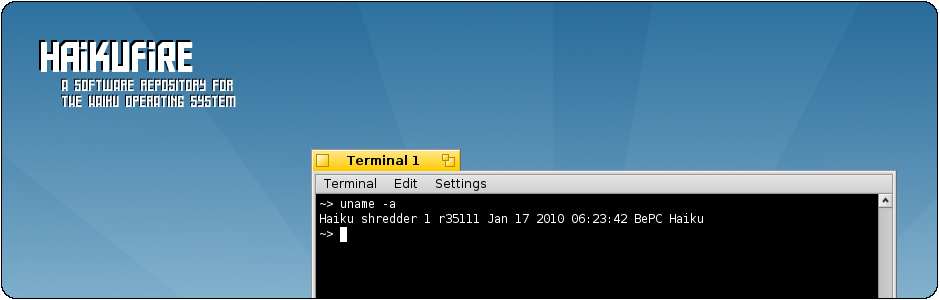 HAiKUFiRE
A SOFTWARE REPOSITORY FOR
THE HAIKU OPERATING SYSTEM
Terminal 1
Terminal Edit Settings
~> uname -a
Haiku shredder 1 r35111 Jan 17 2010 06:23:42 BePC Haiku
~>